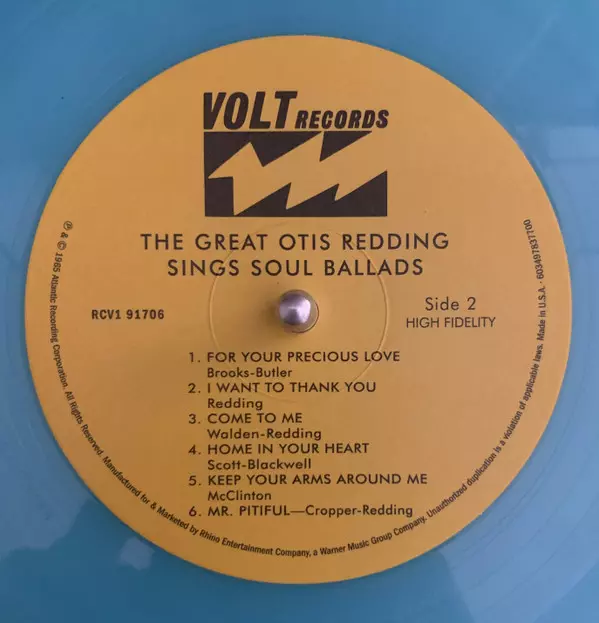 VOLT RECORDS
THE GREAT OTIS REDDING
SINGS SOUL BALLADS
RCV1 91706
Side 2
HIGH FIDELITY
1. FOR YOUR PRECIOUS LOVE
Brooks-Butler
2. I WANT TO THANK YOU
Redding
3. COME TO ME
Walden-Redding
4. HOME IN YOUR HEART
Scott-Blackwell
5. KEEP YOUR ARMS AROUND ME
McClinton
6. MR. PITIFUL—Cropper-Redding
℗ & © 1965 Atlantic Recording Corporation. All Rights Reserved. Manufactured for & Marketed by Rhino Entertainment Company, a Warner Music Group Company. Unauthorized duplication is a violation of applicable laws. Made in U.S.A. · 603497837700